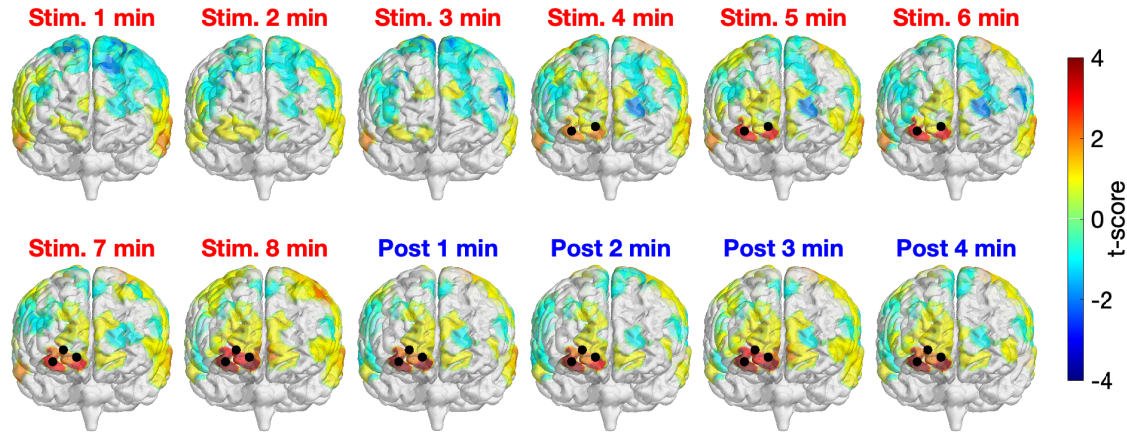 Stim. 1 min Stim. 2 min Stim. 3 min Stim. 4 min Stim. 5 min Stim. 6 min
4
2
0
-2
-4
t-score
Stim. 7 min Stim. 8 min Post 1 min Post 2 min Post 3 min Post 4 min